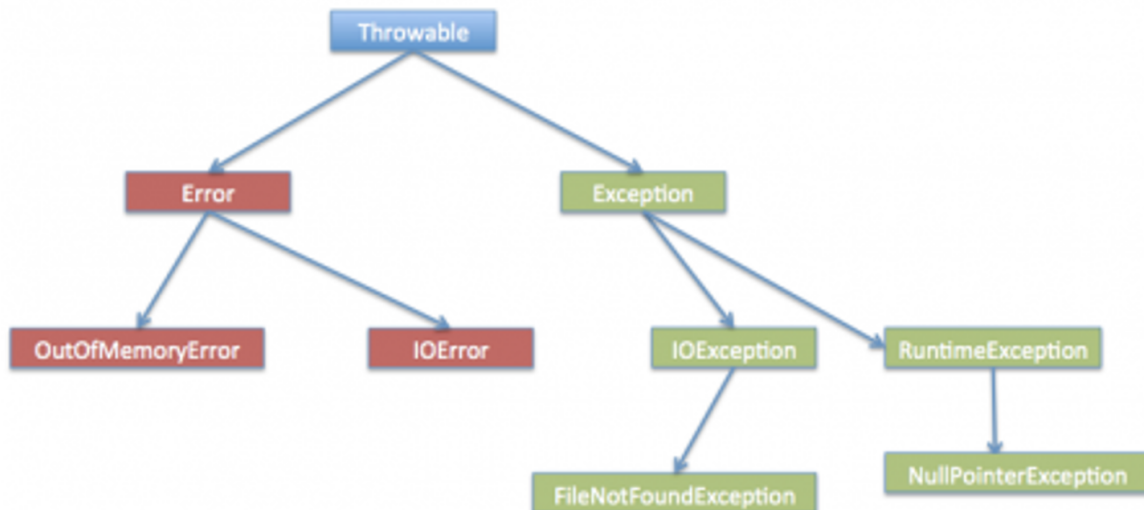 Throwable
Error
Exception
OutOfMemoryError
IOError
IOException
RuntimeException
FileNotFoundException
NullPointerException